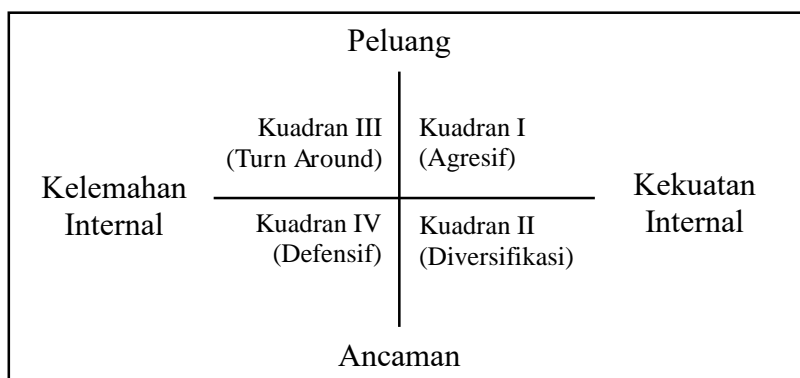 Peluang
Kuadran III
(Turn Around)
Kuadran I
(Agresif)
Kelemahan
Internal
Kekuatan
Internal
Kuadran IV
(Defensif)
Kuadran II
(Diversifikasi)
Ancaman